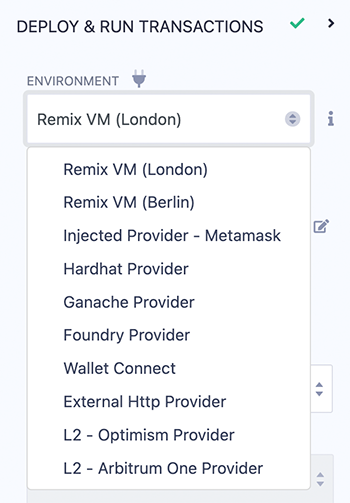 DEPLOY & RUN TRANSACTIONS
ENVIRONMENT
Remix VM (London)
Remix VM (London)
Remix VM (Berlin)
Injected Provider - Metamask
Hardhat Provider
Ganache Provider
Foundry Provider
Wallet Connect
External Http Provider
L2 - Optimism Provider
L2 - Arbitrum One Provider